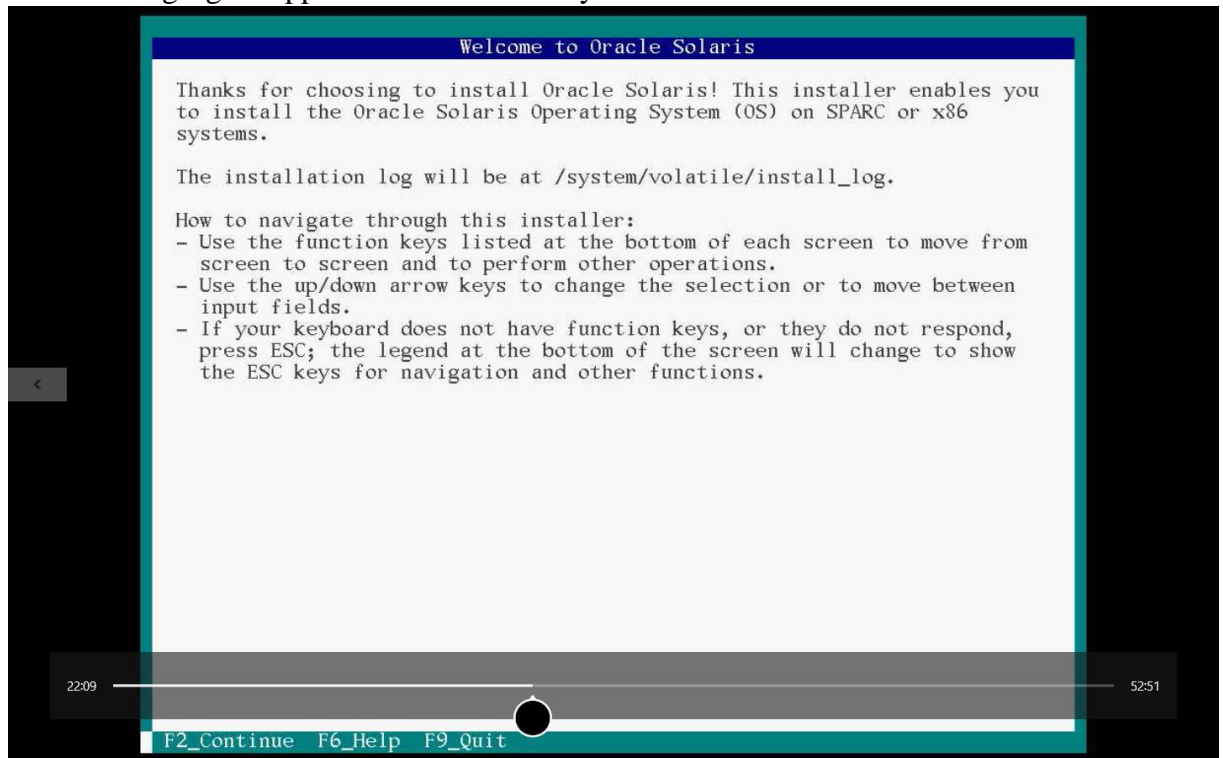 Welcome to Oracle Solaris
Thanks for choosing to install Oracle Solaris! This installer enables you
to install the Oracle Solaris Operating System (OS) on SPARC or x86
systems.
The installation log will be at /system/volatile/install_log.
How to navigate through this installer:
- Use the function keys listed at the bottom of each screen to move from
screen to screen and to perform other operations.
- Use the up/down arrow keys to change the selection or to move between
input fields.
- If your keyboard does not have function keys, or they do not respond,
press ESC; the legend at the bottom of the screen will change to show
the ESC keys for navigation and other functions.
22:09
52:51
F2_Continue F6_Help F9_Quit